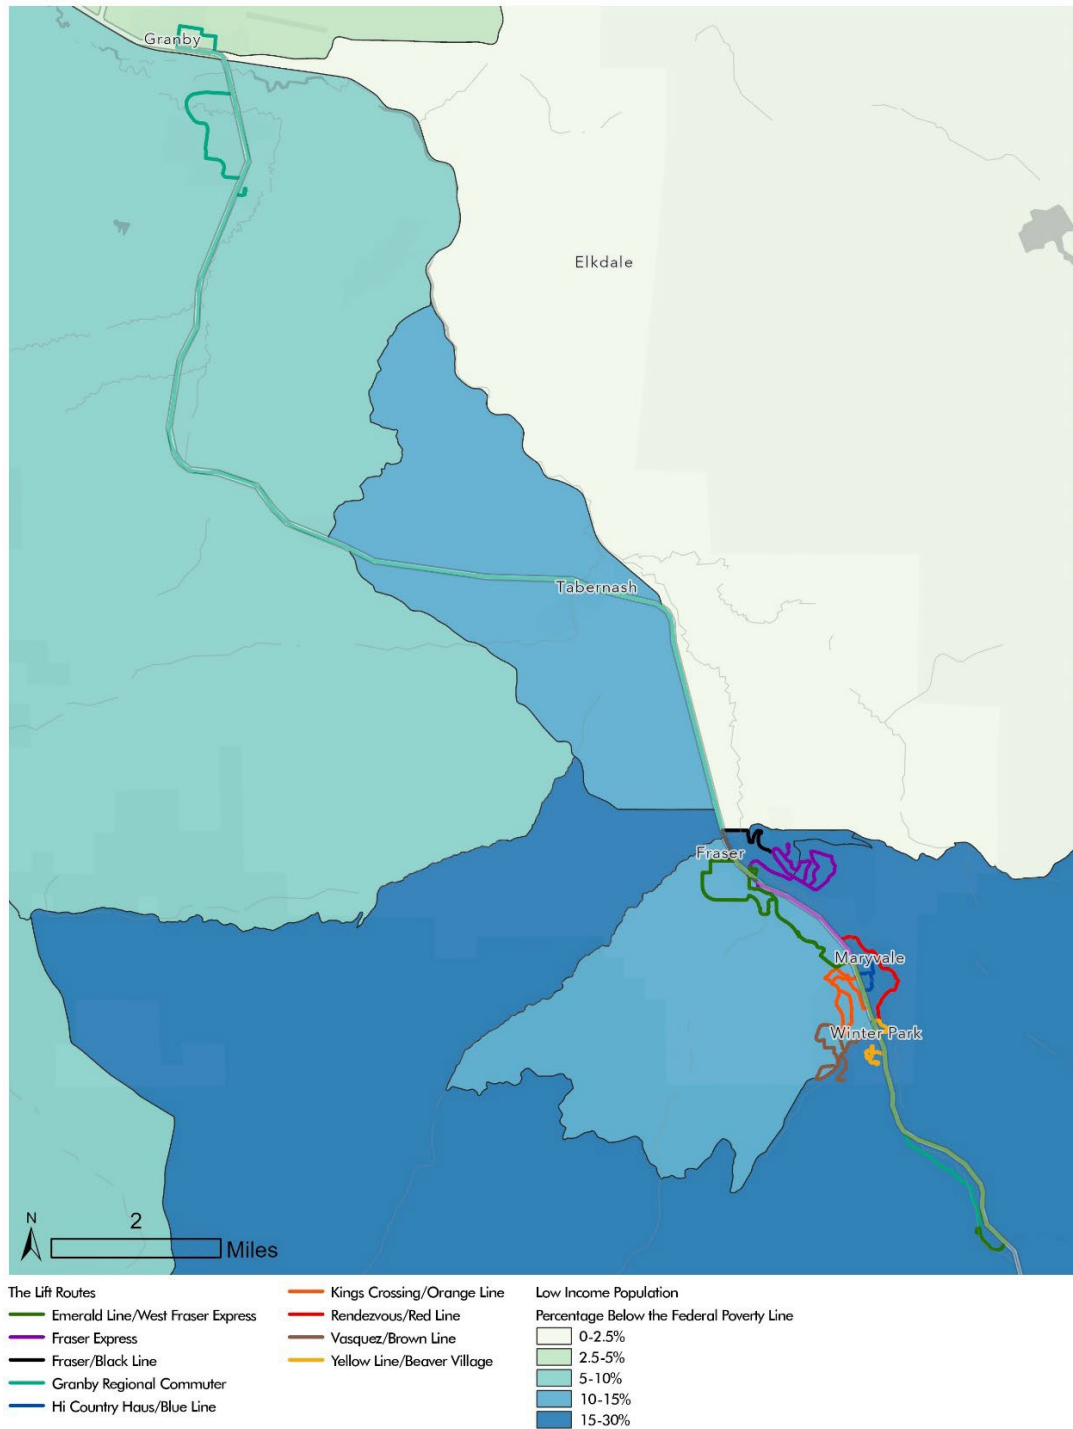 Granby
Elkdale
Tabernash
Fraser
Maryvale
Winter Park
N
2
Miles
The Lift Routes
Emerald Line/West Fraser Express
Fraser Express
Fraser/Black Line
Granby Regional Commuter
Hi Country Haus/Blue Line
Kings Crossing/Orange Line
Rendezvous/Red Line
Vasquez/Brown Line
Yellow Line/Beaver Village
Low Income Population
Percentage Below the Federal Poverty Line
0-2.5%
2.5-5%
5-10%
10-15%
15-30%